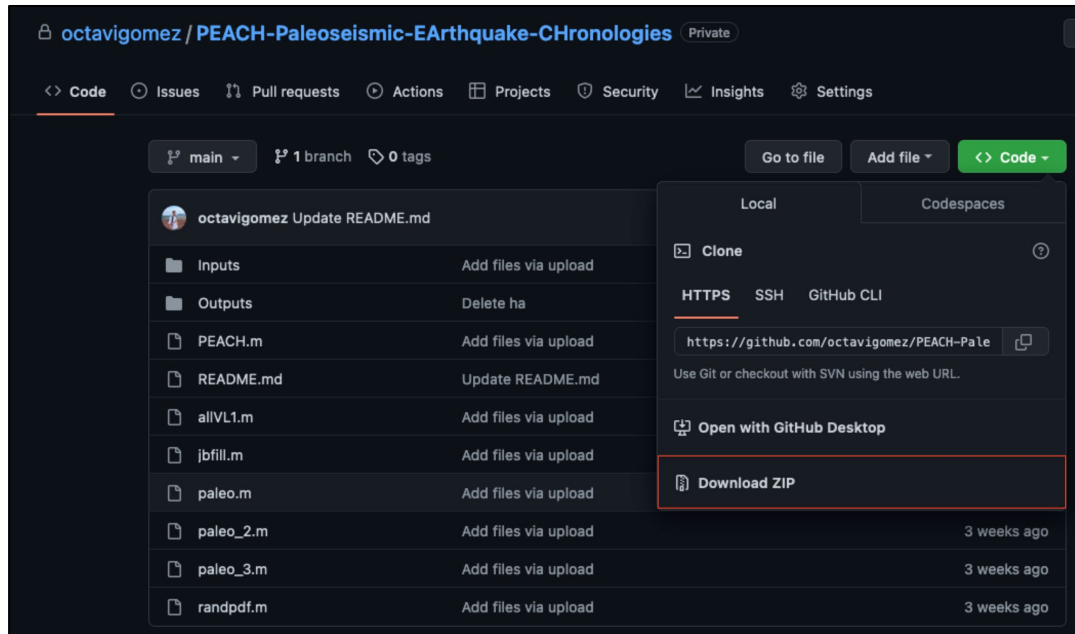 octavigomez / PEACH-Paleoseismic-EArthquake-CHronologies Private
<> Code Issues Pull requests Actions Projects Security Insights Settings
main 1 branch 0 tags Go to file Add file <> Code
octavigomez Update README.md
Local Codespaces
Clone
HTTPS SSH GitHub CLI
https://github.com/octavigomez/PEACH-Pale
Use Git or checkout with SVN using the web URL.
Open with GitHub Desktop
Download ZIP
Inputs Add files via upload
Outputs Delete ha
PEACH.m Add files via upload
README.md Update README.md
allVL1.m Add files via upload
jbfill.m Add files via upload
paleo.m Add files via upload
paleo_2.m Add files via upload 3 weeks ago
paleo_3.m Add files via upload 3 weeks ago
randpdf.m Add files via upload 3 weeks ago